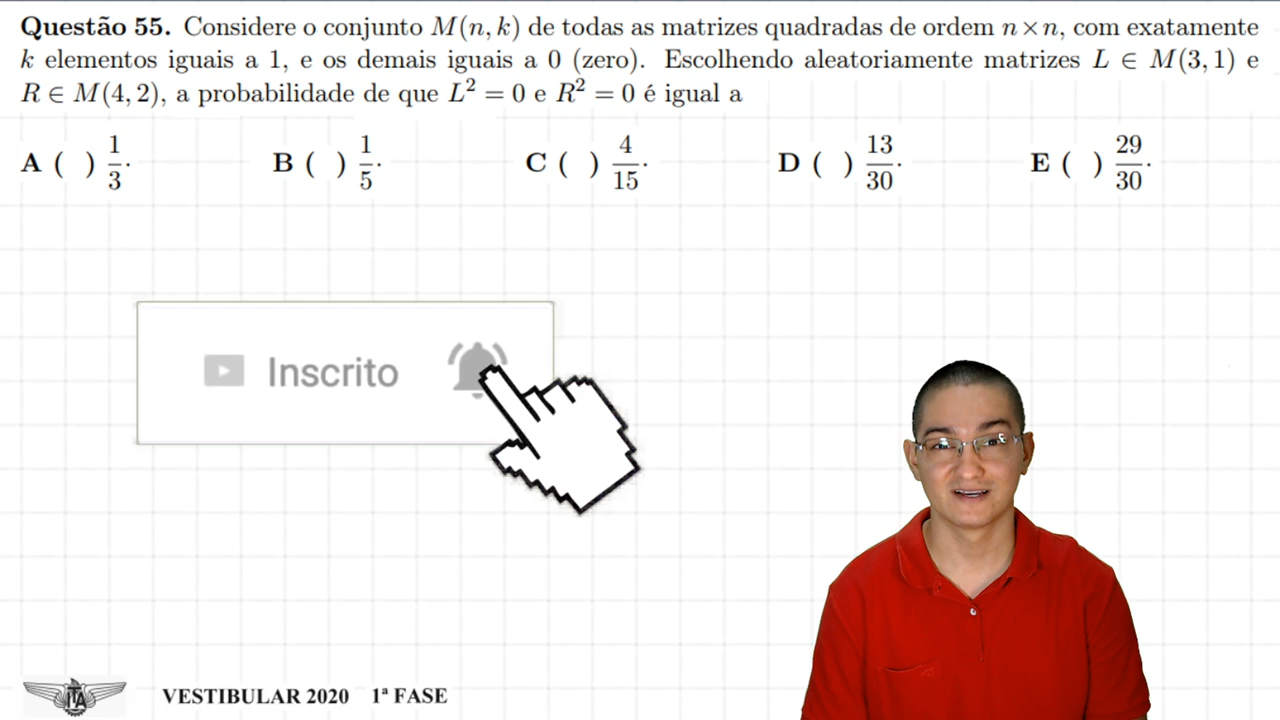 Questão 55. Considere o conjunto M(n, k) de todas as matrizes quadradas de ordem n×n, com exatamente
k elementos iguais a 1, e os demais iguais a 0 (zero). Escolhendo aleatoriamente matrizes L ∈ M(3, 1) e
R ∈ M(4, 2), a probabilidade de que L² = 0 e R² = 0 é igual a
A ( ) 1/3. B ( ) 1/5. C ( ) 4/15. D ( ) 13/30. E ( ) 29/30.
Inscrito
ITA VESTIBULAR 2020 1ª FASE